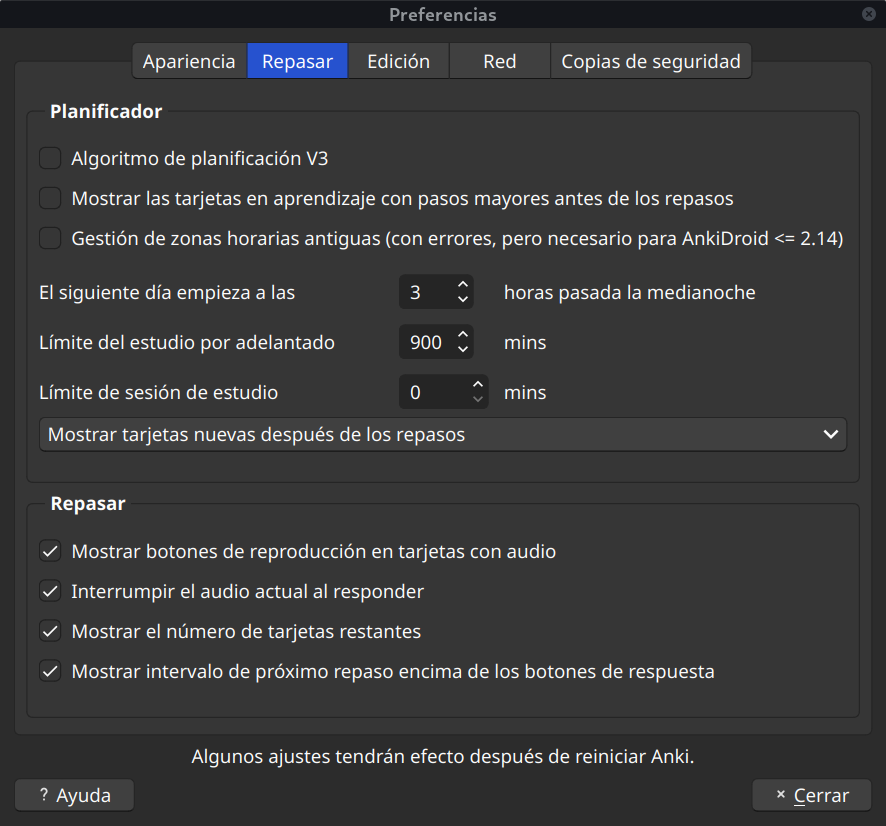 Preferencias
Apariencia Repasar Edición Red Copias de seguridad
Planificador
Algoritmo de planificación V3
Mostrar las tarjetas en aprendizaje con pasos mayores antes de los repasos
Gestión de zonas horarias antiguas (con errores, pero necesario para AnkiDroid <= 2.14)
El siguiente día empieza a las 3 horas pasada la medianoche
Límite del estudio por adelantado 900 mins
Límite de sesión de estudio 0 mins
Mostrar tarjetas nuevas después de los repasos
Repasar
Mostrar botones de reproducción en tarjetas con audio
Interrumpir el audio actual al responder
Mostrar el número de tarjetas restantes
Mostrar intervalo de próximo repaso encima de los botones de respuesta
Algunos ajustes tendrán efecto después de reiniciar Anki.
? Ayuda × Cerrar